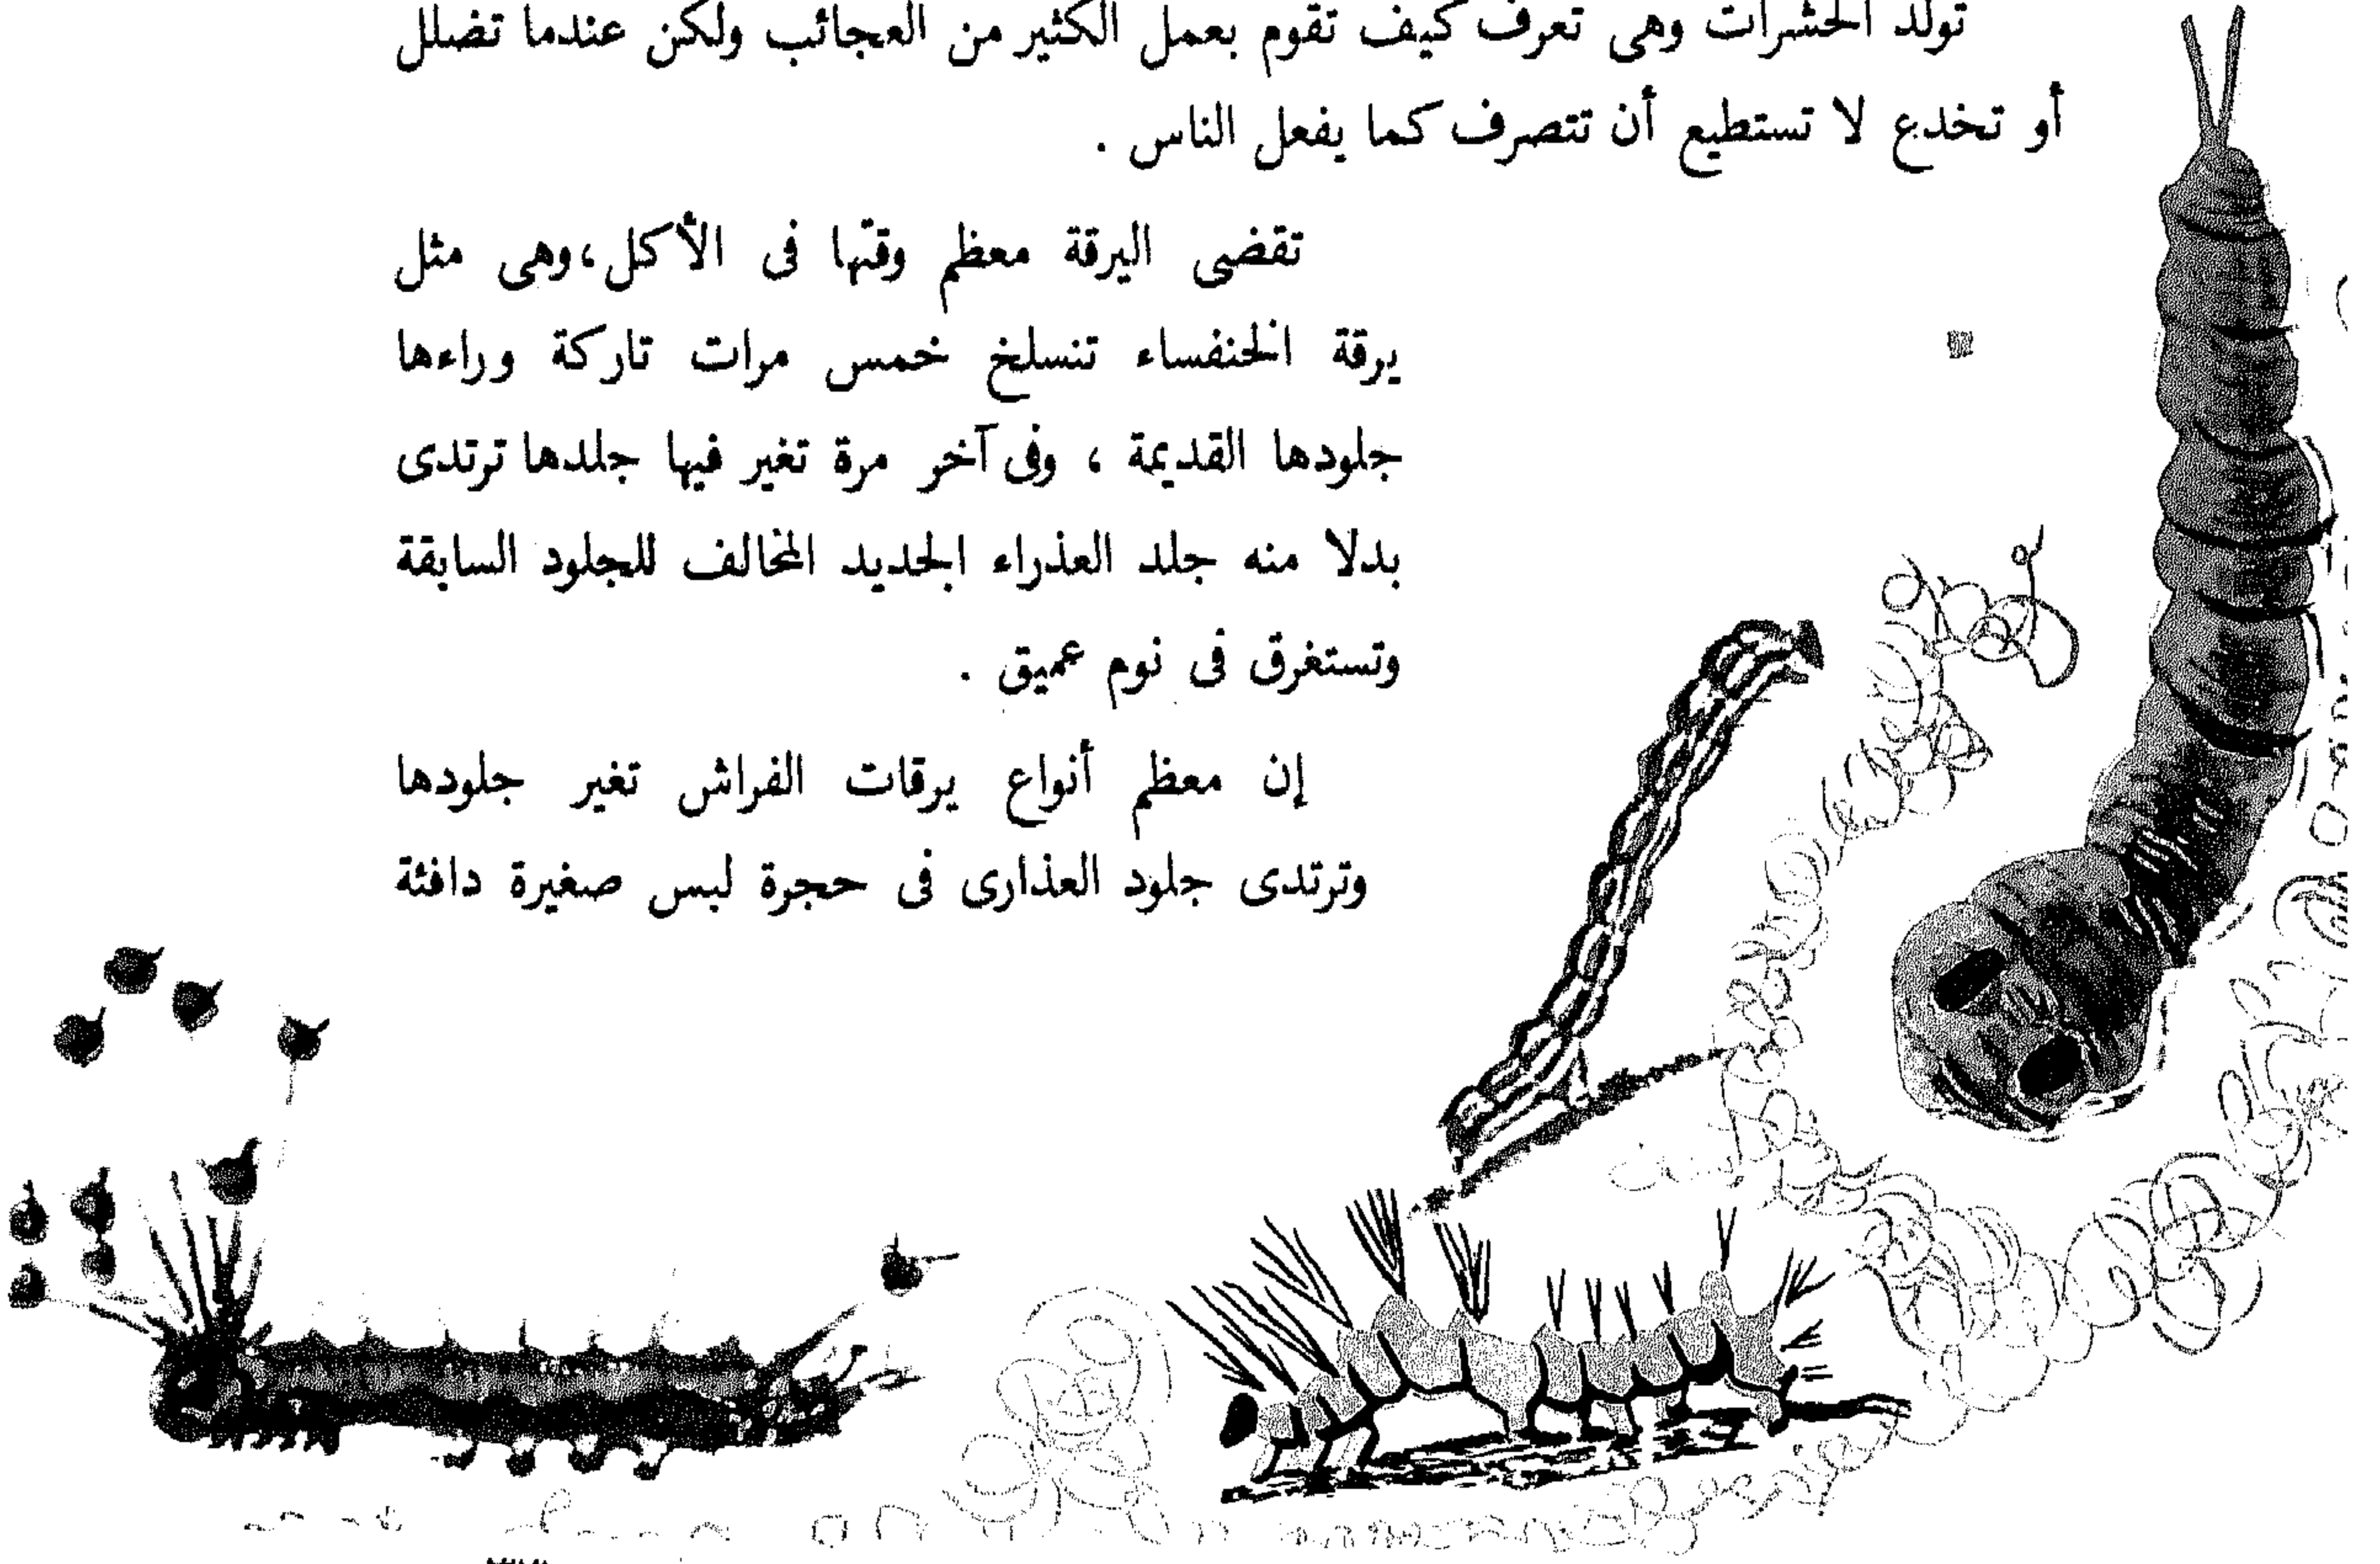 تولد الحشرات وهى تعرف كيف تقوم بعمل الكثير من العجائب ولكن عندما تضلل
أو تخدع لا تستطيع أن تتصرف كما يفعل الناس .
تقضى اليرقة معظم وقتها فى الأكل ، وهى مثل
يرقة الخنفساء تنسلخ خمس مرات تاركة وراءها
جلودها القديمة ، وفى آخر مرة تغير فيها جلدها ترتدى
بدلا منه جلد العذراء الجديد المخالف للجلود السابقة
وتستغرق فى نوم عميق .
إن معظم أنواع يرقات الفراش تغير جلودها
وترتدى جلود العذارى فى حجرة لبس صغيرة دافئة